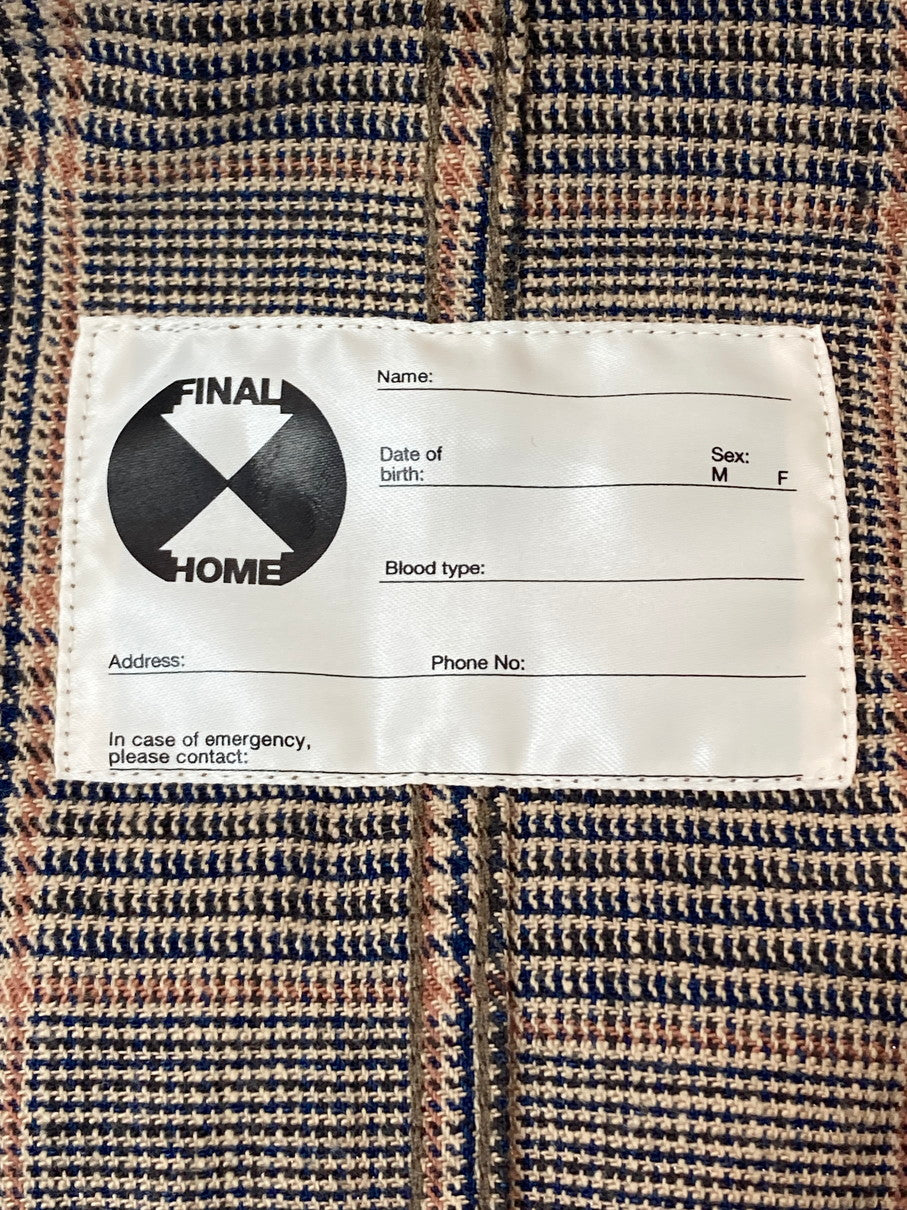 FINAL
HOME
Name:
Date of
birth:
Sex:
M F
Blood type:
Address:
Phone No:
In case of emergency,
please contact: